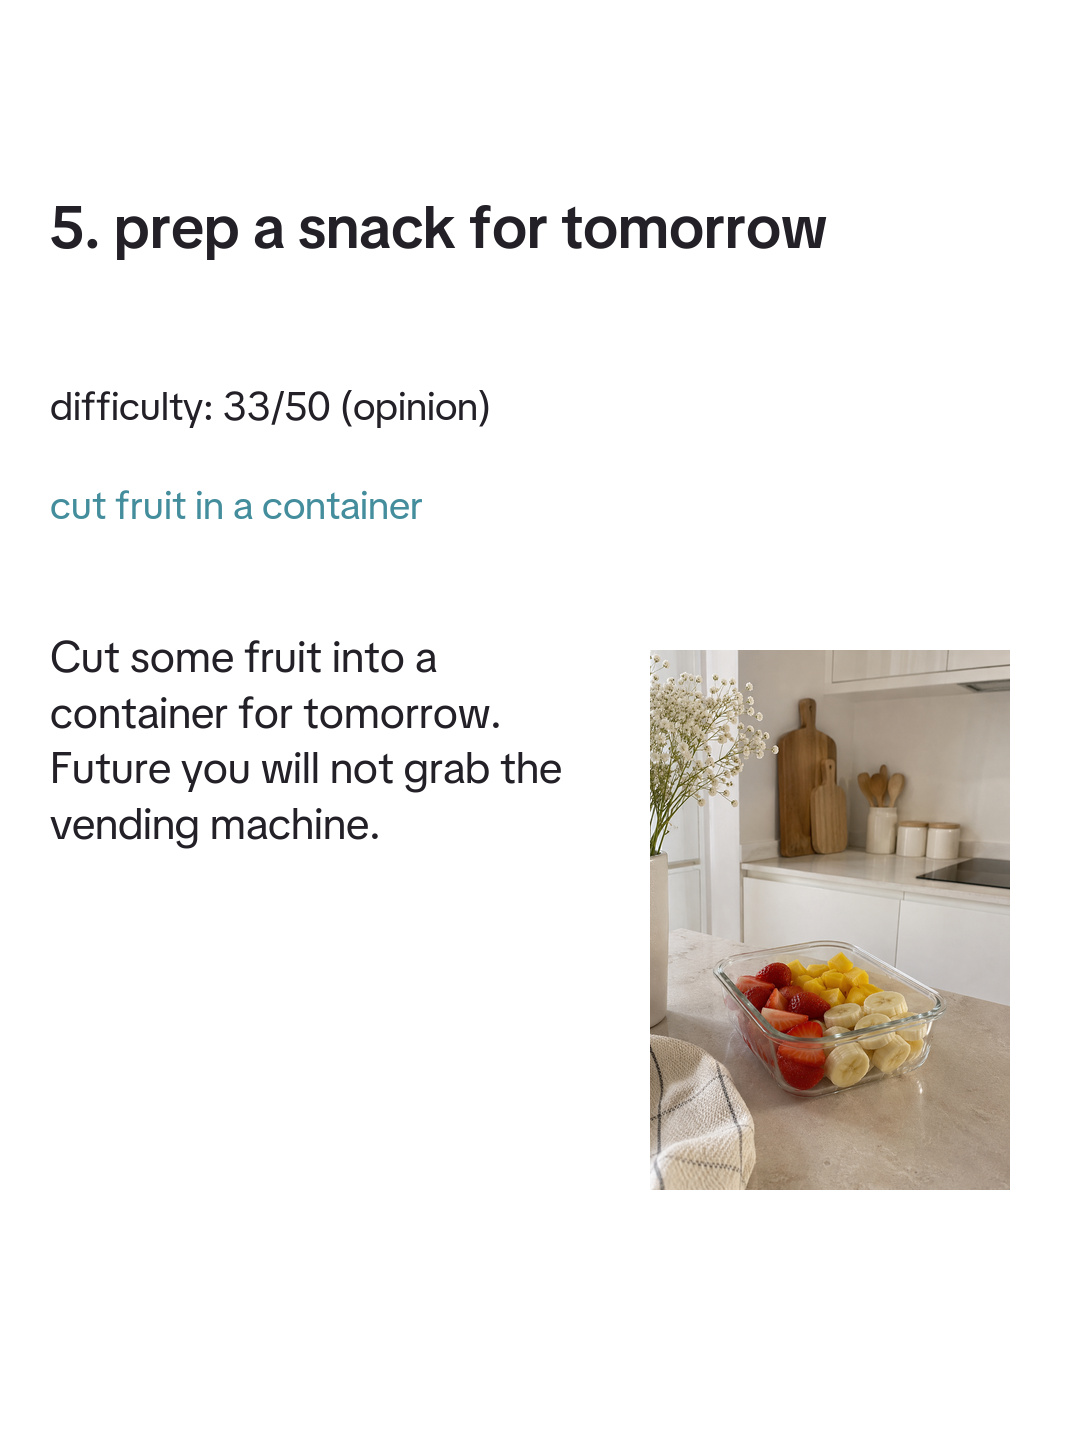 5. prep a snack for tomorrow
difficulty: 33/50 (opinion)
cut fruit in a container
Cut some fruit into a
container for tomorrow.
Future you will not grab the
vending machine.